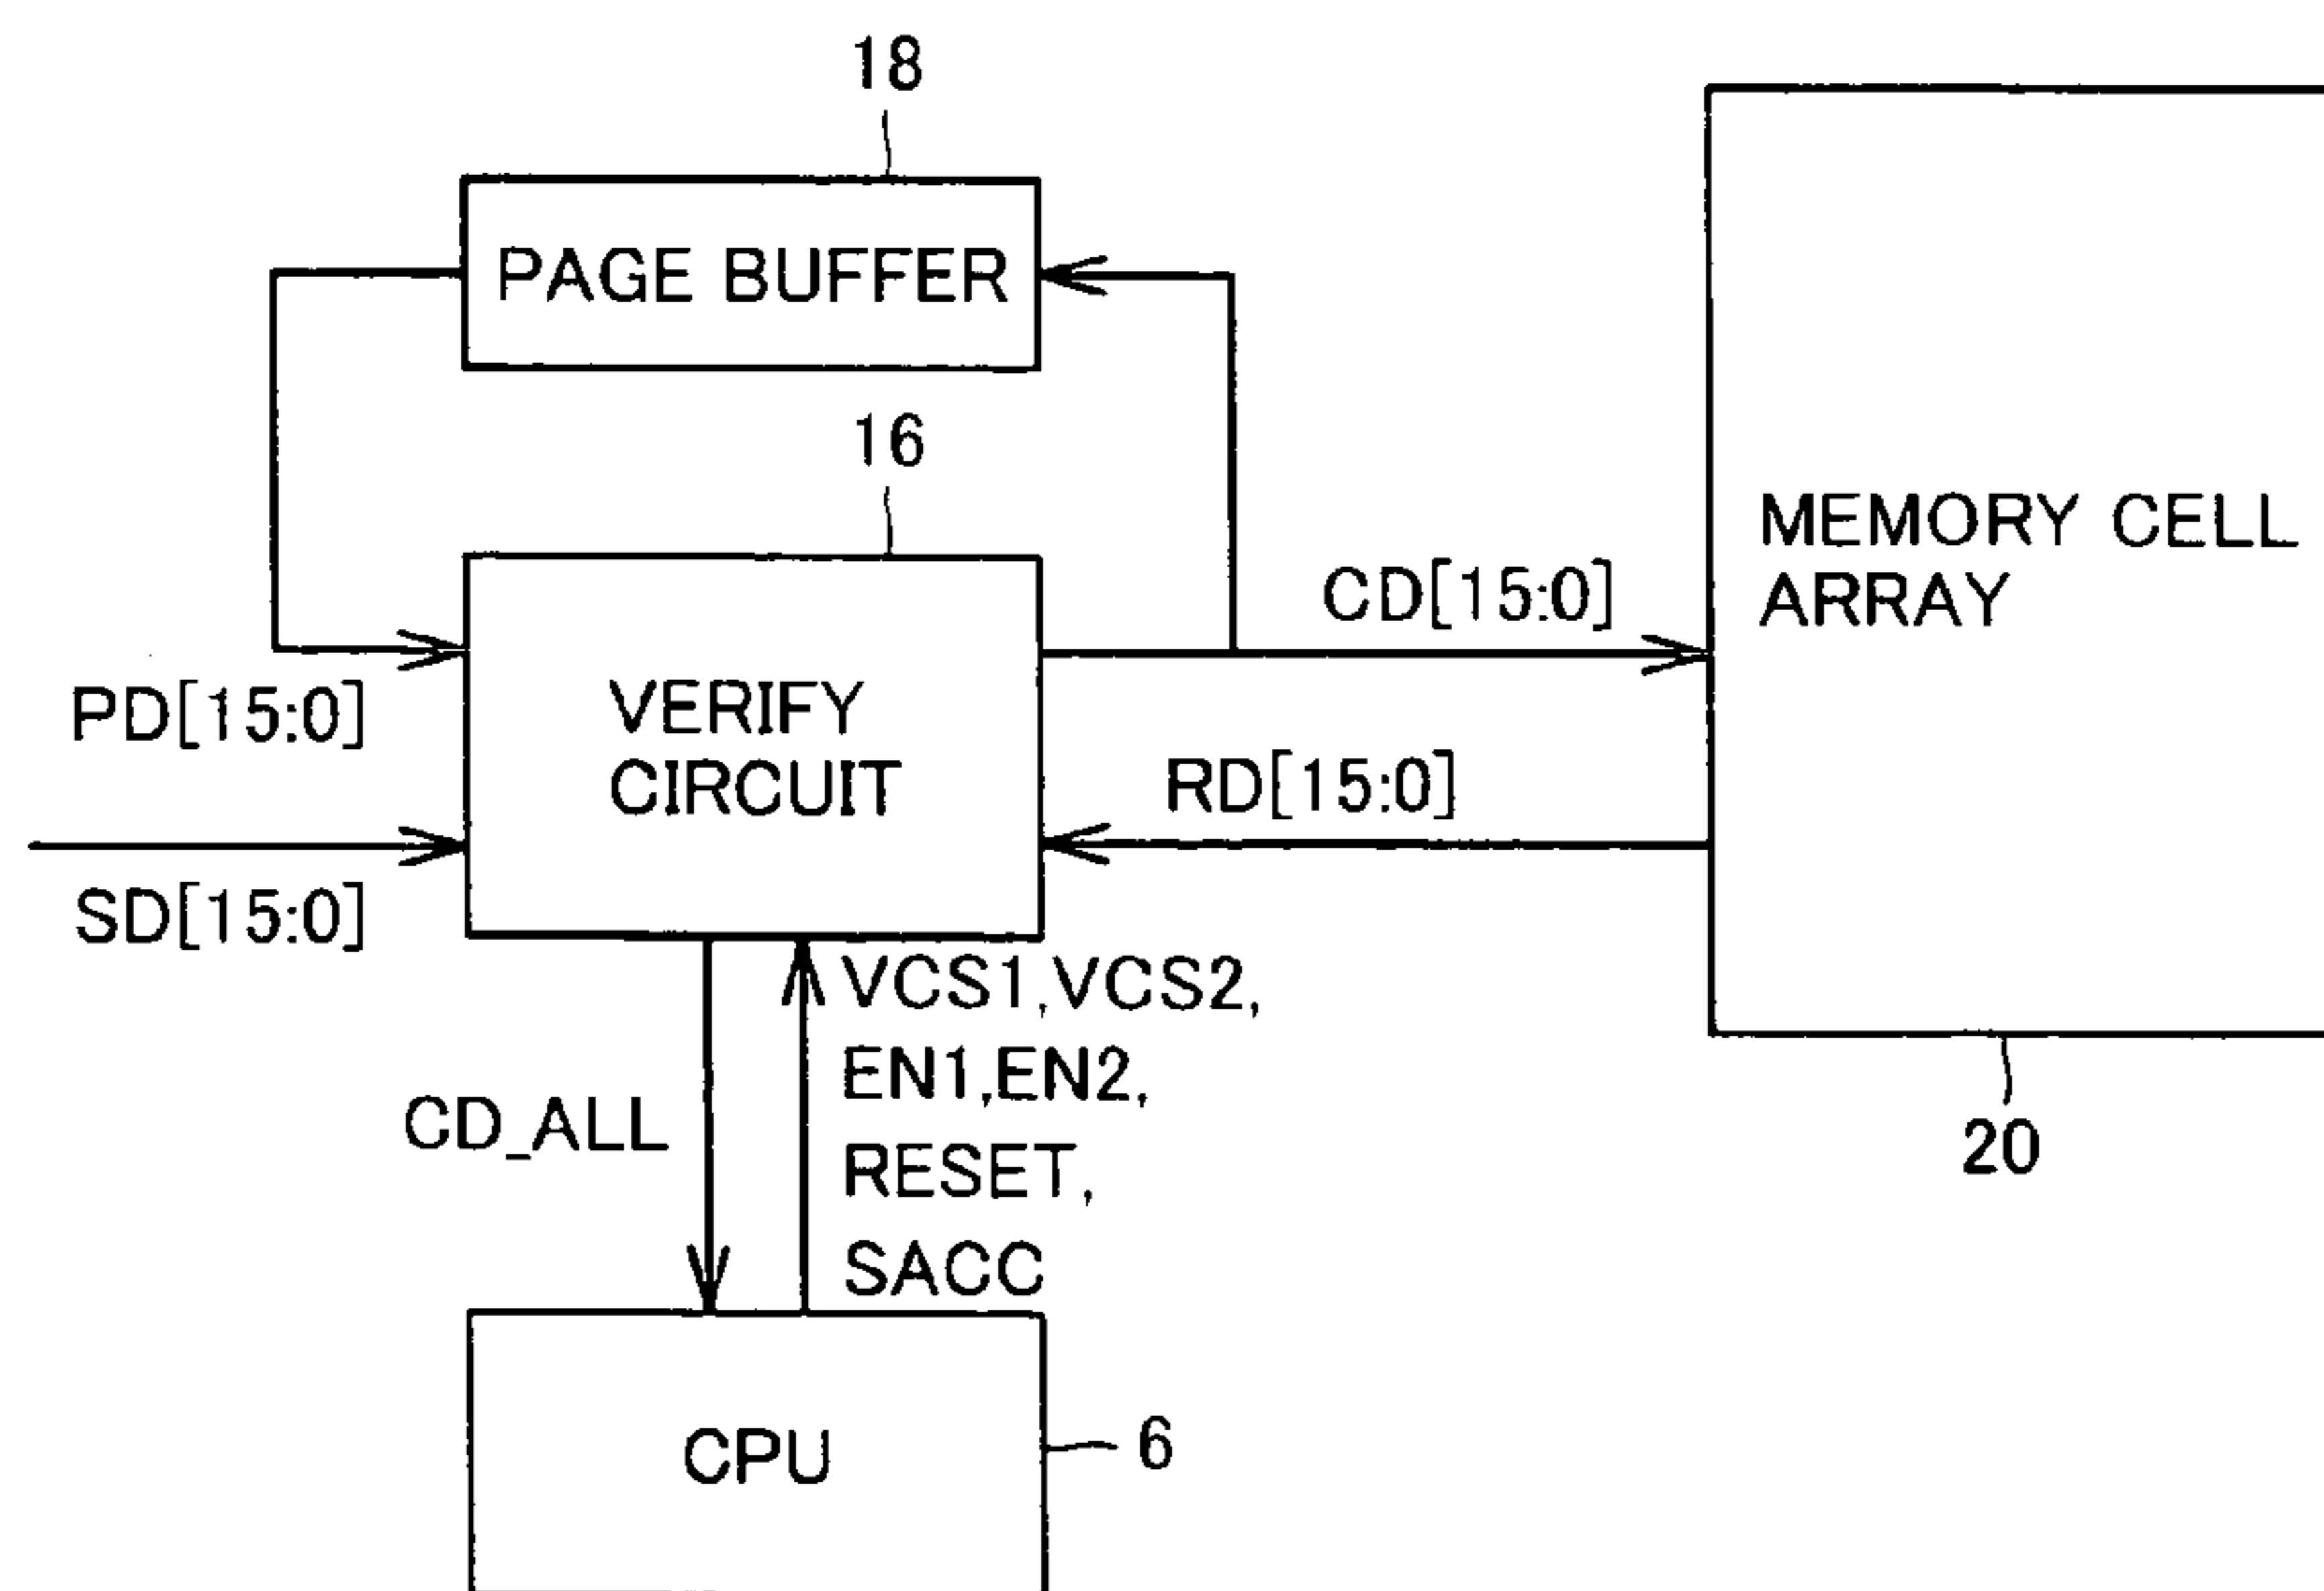 18
PAGE BUFFER
16
MEMORY CELL
ARRAY
CD[15:0]
VERIFY
CIRCUIT
PD[15:0]
RD[15:0]
SD[15:0]
VCS1,VCS2,
EN1,EN2,
RESET,
SACC
CD_ALL
20
CPU
6